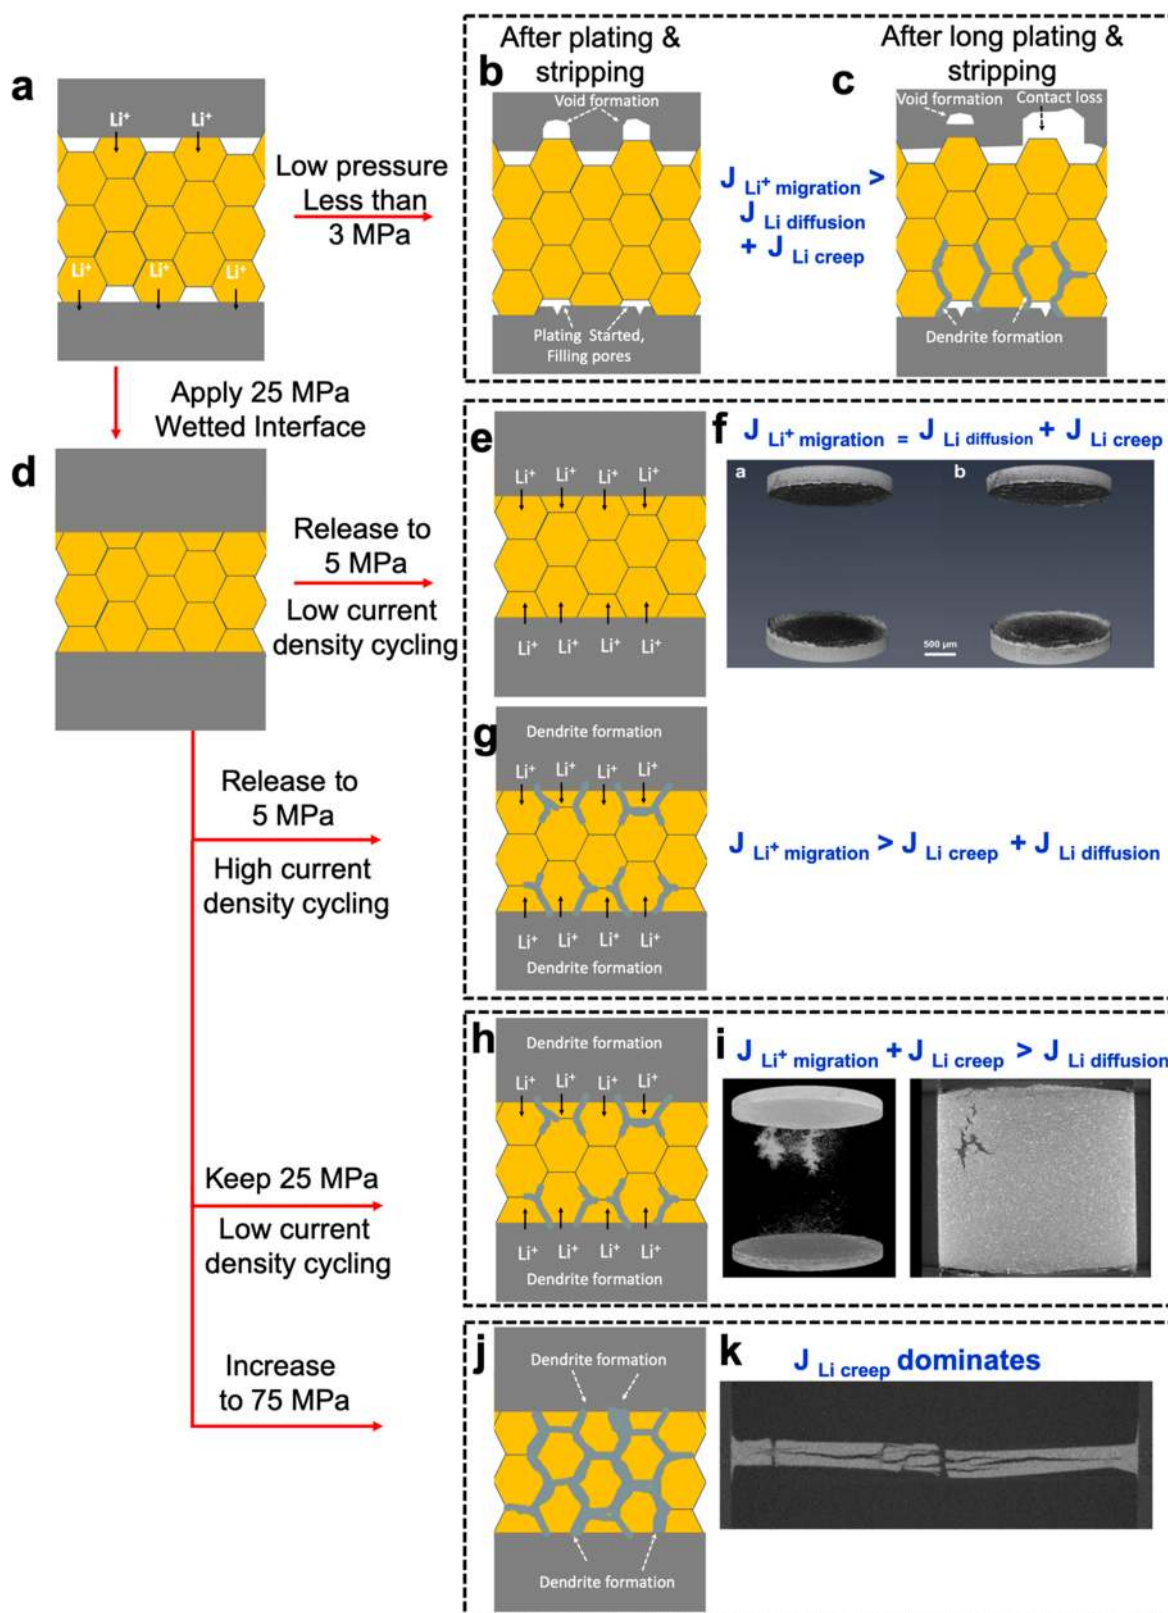 After plating &
stripping
After long plating &
stripping
a
b
c
Void formation
Void formation
Contact loss
Li⁺
Li⁺
Low pressure
Less than
3 MPa
J Li⁺ migration >
J Li diffusion
+ J Li creep
Li⁺
Li⁺
Li⁺
Plating Started,
Filling pores
Dendrite formation
Apply 25 MPa
Wetted Interface
d
e
f
J Li⁺ migration = J Li diffusion + J Li creep
a
b
Li⁺ Li⁺ Li⁺ Li⁺
Release to
5 MPa
Low current
density cycling
Li⁺ Li⁺ Li⁺ Li⁺
500 µm
g
Dendrite formation
Li⁺ Li⁺ Li⁺ Li⁺
Release to
5 MPa
High current
density cycling
J Li⁺ migration > J Li creep + J Li diffusion
Li⁺ Li⁺ Li⁺ Li⁺
Dendrite formation
h
Dendrite formation
i
J Li⁺ migration + J Li creep > J Li diffusion
Li⁺ Li⁺ Li⁺ Li⁺
Keep 25 MPa
Low current
density cycling
Li⁺ Li⁺ Li⁺ Li⁺
Dendrite formation
j
Dendrite formation
k
J Li creep dominates
Increase
to 75 MPa
Dendrite formation